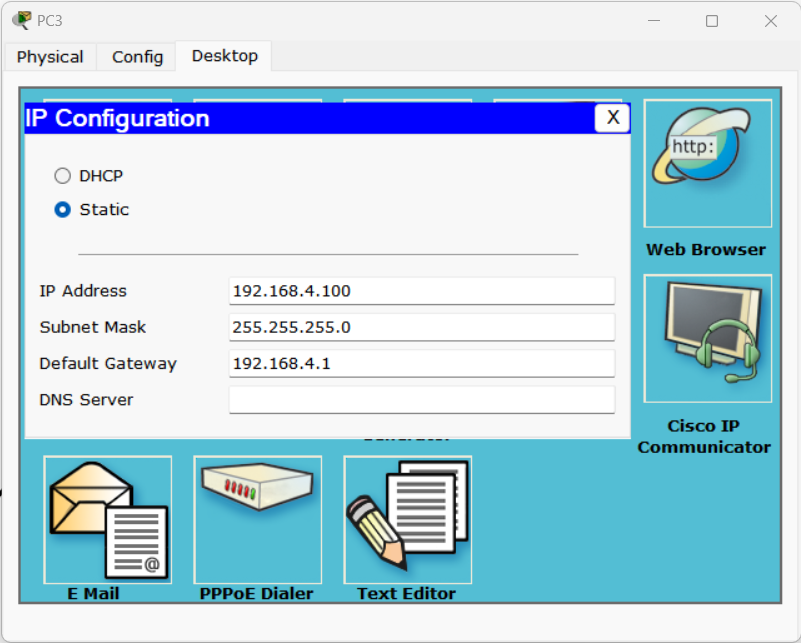 PC3
Physical
Config
Desktop
IP Configuration
X
DHCP
Static
IP Address
192.168.4.100
Subnet Mask
255.255.255.0
Default Gateway
192.168.4.1
DNS Server
http:
Web Browser
Cisco IP
Communicator
@
E Mail
PPPoE Dialer
Text Editor